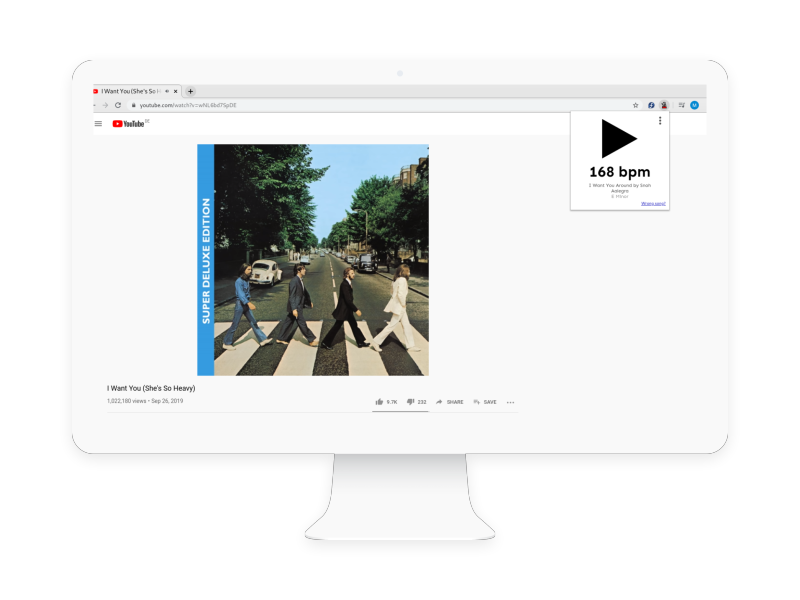 I Want You (She's So H
youtube.com/watch?v=
M
YouTube
168 bpm
I Want You Around by Snoh
Aalegra
E Minor
Wrong song?
SUPER DELUXE EDITION
I Want You (She's So Heavy)
1,022,180 views • Sep 26, 2019
9.7K 232 SHARE SAVE